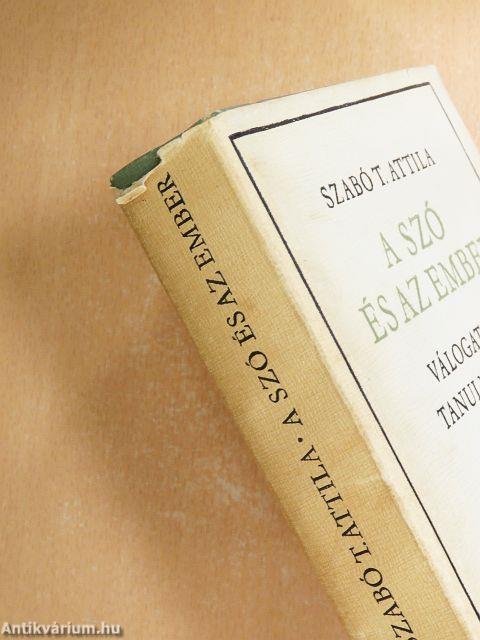 SZABÓ T. ATTILA
A SZÓ
ÉS AZ EMBER
VÁLOGAT
TANUL
SZABÓ T. ATTILA · A SZÓ ÉS AZ EMBER
Antikvárium.hu